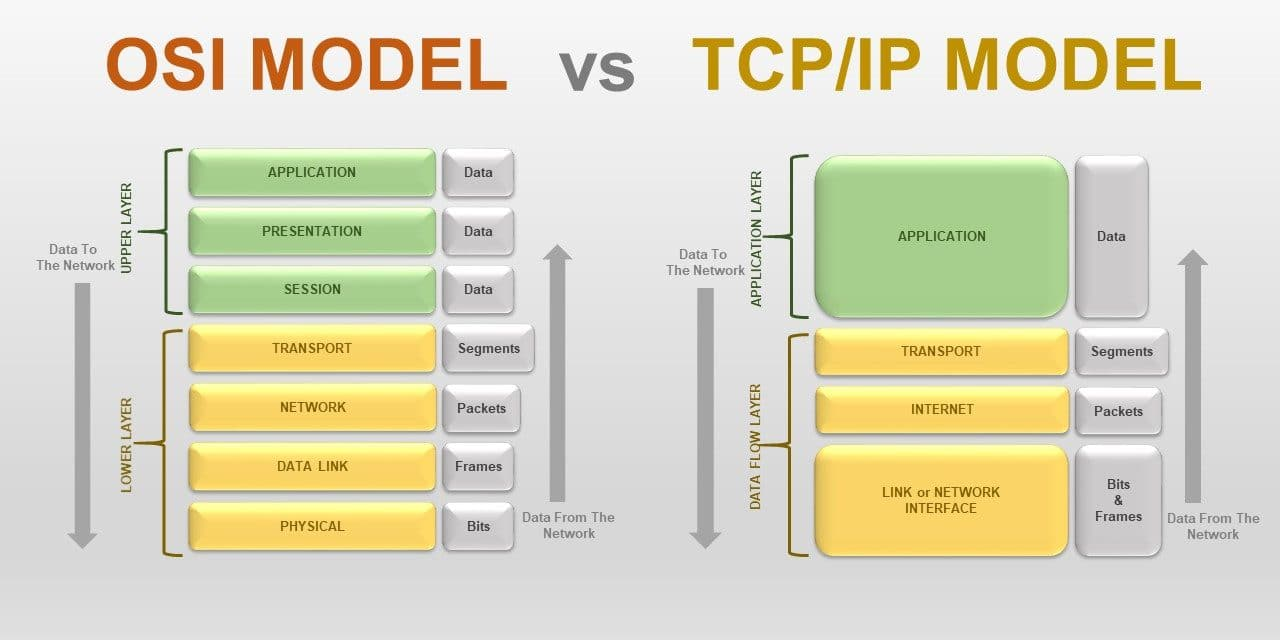 OSI MODEL vs TCP/IP MODEL
UPPER LAYER
APPLICATION
Data
PRESENTATION
Data
SESSION
Data
Data To
The Network
LOWER LAYER
TRANSPORT
Segments
NETWORK
Packets
DATA LINK
Frames
PHYSICAL
Bits
Data From The
Network
APPLICATION LAYER
APPLICATION
Data
Data To
The Network
DATA FLOW LAYER
TRANSPORT
Segments
INTERNET
Packets
LINK or NETWORK
INTERFACE
Bits
&
Frames
Data From The
Network